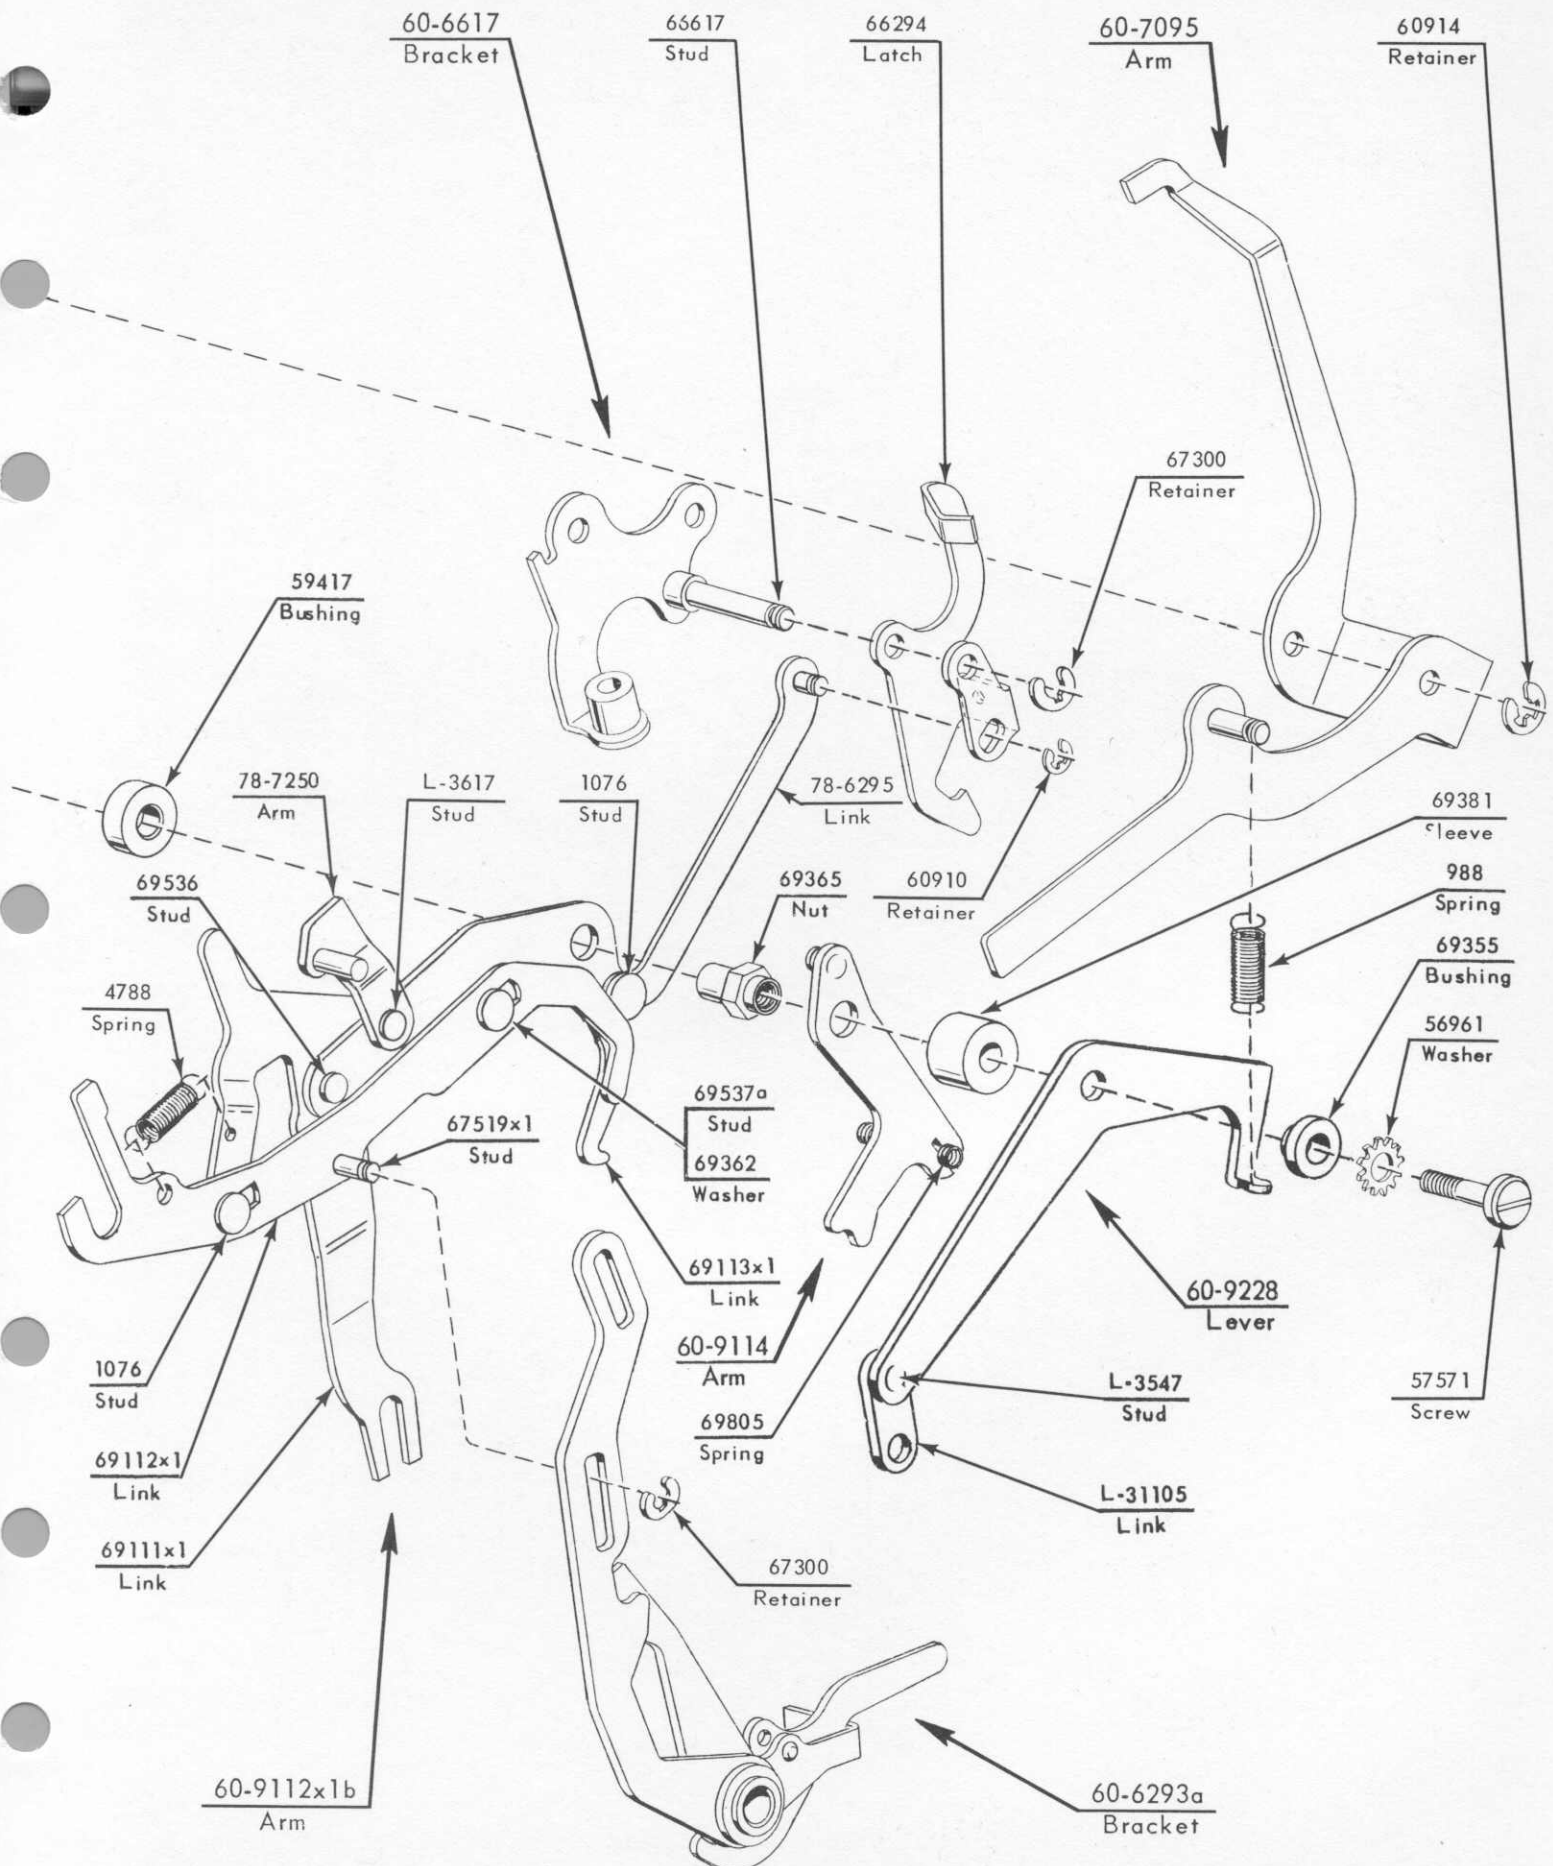 60-6617
Bracket
66617
Stud
66294
Latch
60-7095
Arm
60914
Retainer
67300
Retainer
59417
Bushing
78-7250
Arm
L-3617
Stud
1076
Stud
78-6295
Link
69381
Sleeve
69536
Stud
69365
Nut
60910
Retainer
988
Spring
69355
Bushing
4788
Spring
56961
Washer
69537a
Stud
67519x1
Stud
69362
Washer
69113x1
Link
60-9228
Lever
60-9114
Arm
1076
Stud
L-3547
Stud
57571
Screw
69805
Spring
69112x1
Link
L-31105
Link
69111x1
Link
67300
Retainer
60-9112x1b
Arm
60-6293a
Bracket